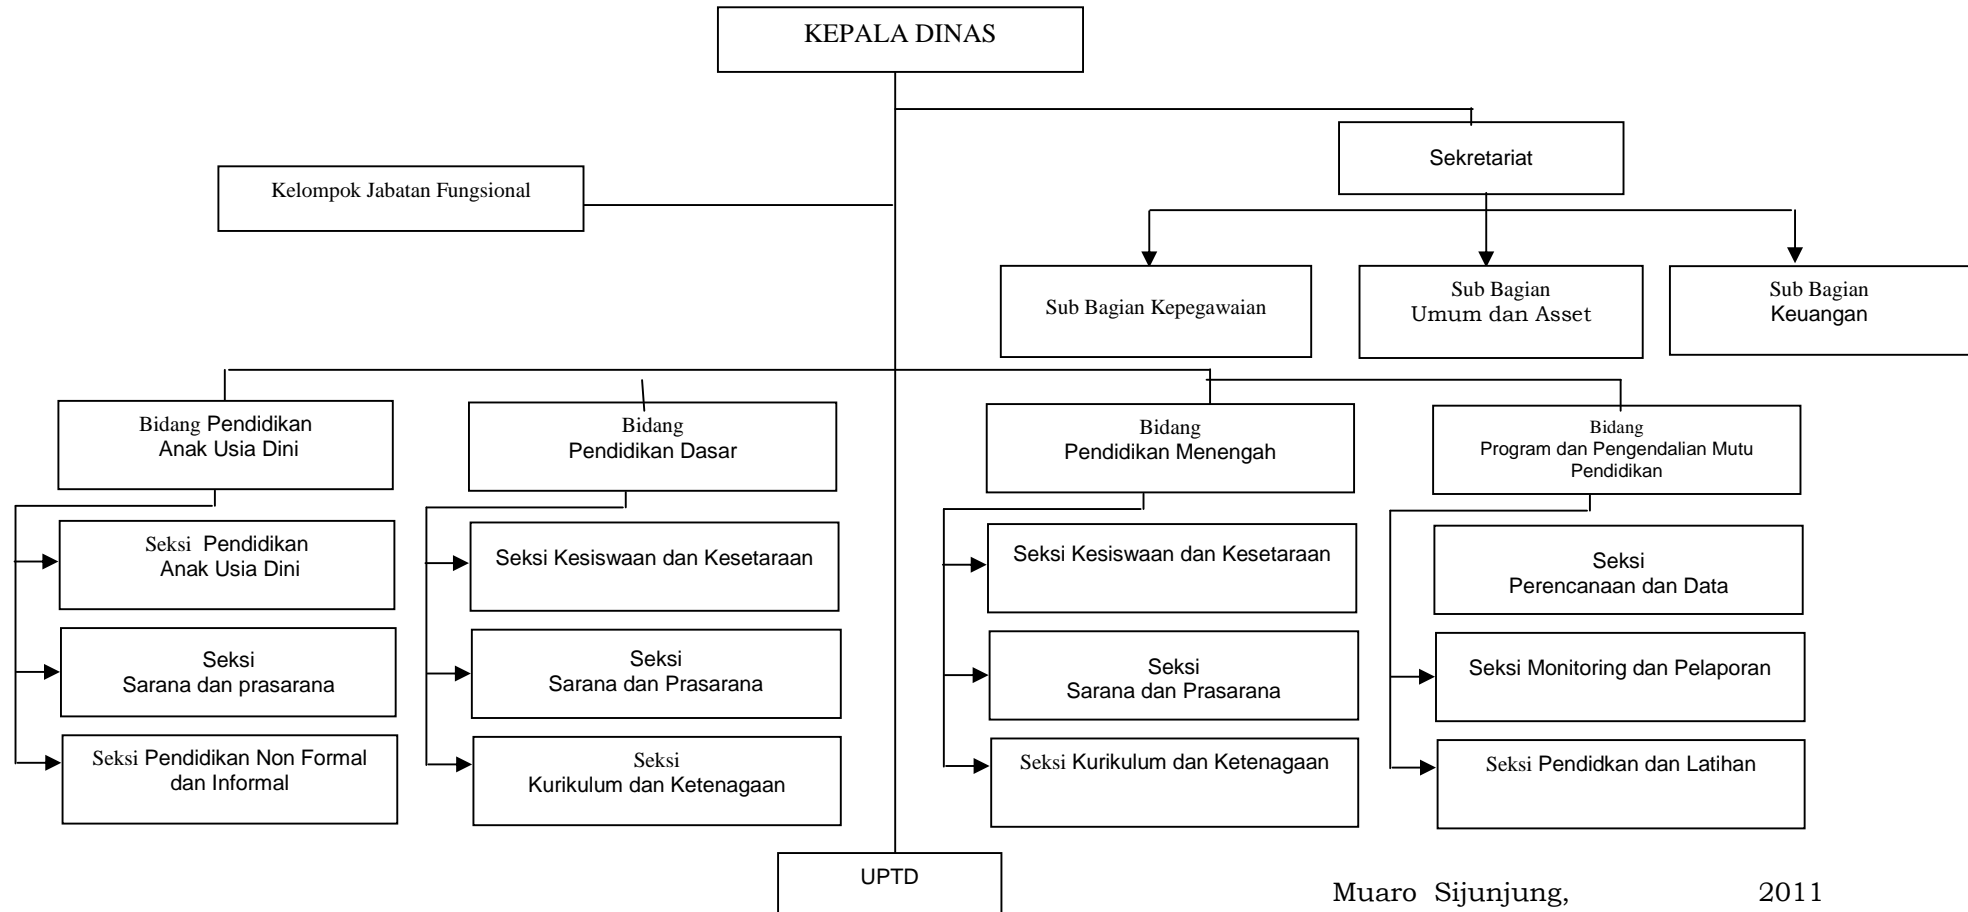 KEPALA DINAS
Sekretariat
Kelompok Jabatan Fungsional
Sub Bagian Kepegawaian
Sub Bagian
Umum dan Asset
Sub Bagian
Keuangan
Bidang Pendidikan
Anak Usia Dini
Bidang
Pendidikan Dasar
Bidang
Pendidikan Menengah
Bidang
Program dan Pengendalian Mutu
Pendidikan
Seksi Pendidikan
Anak Usia Dini
Seksi
Sarana dan prasarana
Seksi Pendidikan Non Formal
dan Informal
Seksi Kesiswaan dan Kesetaraan
Seksi
Sarana dan Prasarana
Seksi
Kurikulum dan Ketenagaan
Seksi Kesiswaan dan Kesetaraan
Seksi
Sarana dan Prasarana
Seksi Kurikulum dan Ketenagaan
Seksi
Perencanaan dan Data
Seksi Monitoring dan Pelaporan
Seksi Pendidkan dan Latihan
UPTD
Muaro Sijunjung, 2011